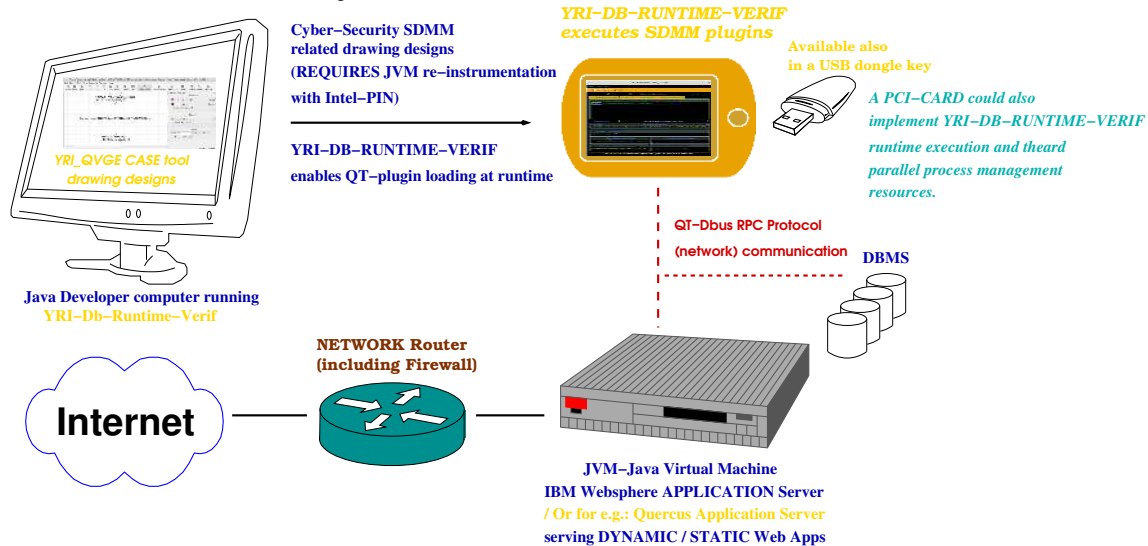 Cyber-Security SDMM
related drawing designs
(REQUIRES JVM re-instrumentation
with Intel-PIN)
YRI-DB-RUNTIME-VERIF
enables QT-plugin loading at runtime
YRI-DB-RUNTIME-VERIF
executes SDMM plugins
Available also
in a USB dongle key
A PCI-CARD could also
implement YRI-DB-RUNTIME-VERIF
runtime execution and theard
parallel process management
resources.
YRI_QVGE CASE tool
drawing designs
Java Developer computer running
YRI-Db-Runtime-Verif
QT-Dbus RPC Protocol
(network) communication
DBMS
NETWORK Router
(including Firewall)
Internet
JVM-Java Virtual Machine
IBM Websphere APPLICATION Server
/ Or for e.g.: Quercus Application Server
serving DYNAMIC / STATIC Web Apps